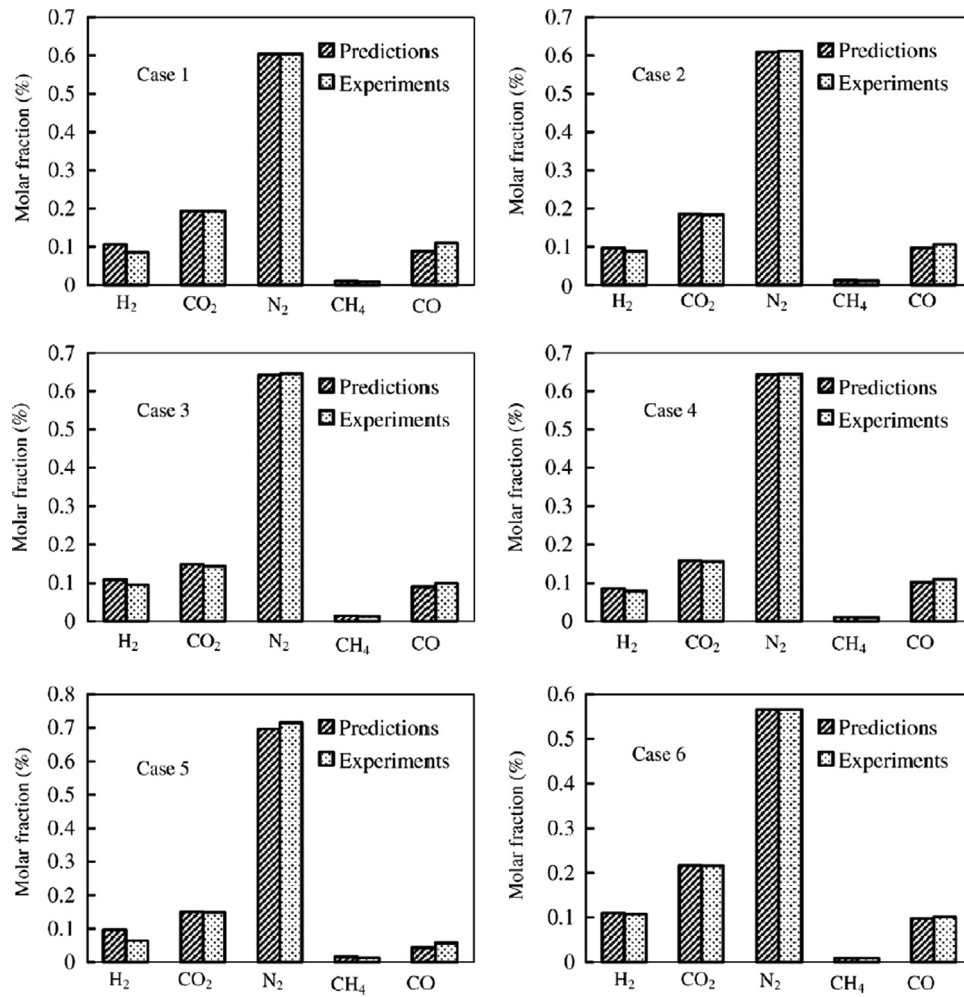 Molar fraction (%)
0.7
0.6
0.5
0.4
0.3
0.2
0.1
0
Case 1
Predictions
Experiments
H₂ CO₂ N₂ CH₄ CO
Molar fraction (%)
0.7
0.6
0.5
0.4
0.3
0.2
0.1
0
Case 2
Predictions
Experiments
H₂ CO₂ N₂ CH₄ CO
Molar fraction (%)
0.7
0.6
0.5
0.4
0.3
0.2
0.1
0
Case 3
Predictions
Experiments
H₂ CO₂ N₂ CH₄ CO
Molar fraction (%)
0.7
0.6
0.5
0.4
0.3
0.2
0.1
0
Case 4
Predictions
Experiments
H₂ CO₂ N₂ CH₄ CO
Molar fraction (%)
0.8
0.7
0.6
0.5
0.4
0.3
0.2
0.1
0
Case 5
Predictions
Experiments
H₂ CO₂ N₂ CH₄ CO
Molar fraction (%)
0.6
0.5
0.4
0.3
0.2
0.1
0
Case 6
Predictions
Experiments
H₂ CO₂ N₂ CH₄ CO